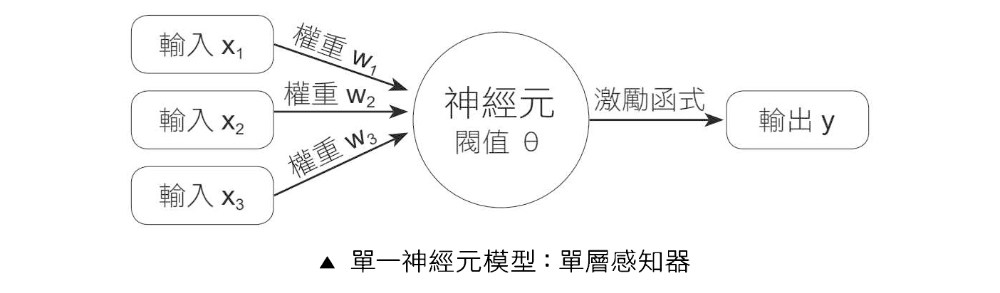 輸入 x₁
權重 w₁
輸入 x₂
權重 w₂
輸入 x₃
權重 w₃
神經元
閥值 θ
激勵函式
輸出 y
▲ 單一神經元模型：單層感知器